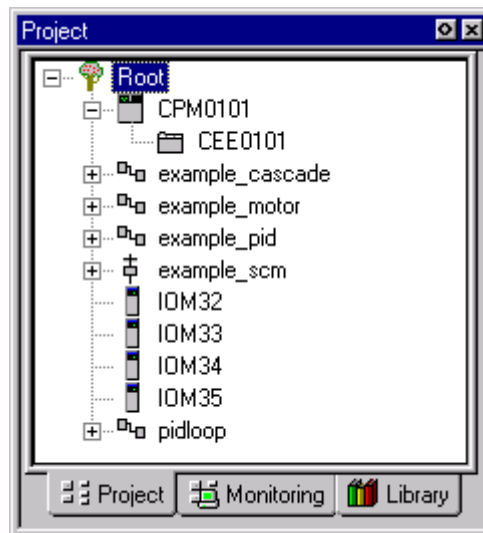 Project
Root
CPM0101
CEE0101
example_cascade
example_motor
example_pid
example_scm
IOM32
IOM33
IOM34
IOM35
pidloop
Project Monitoring Library